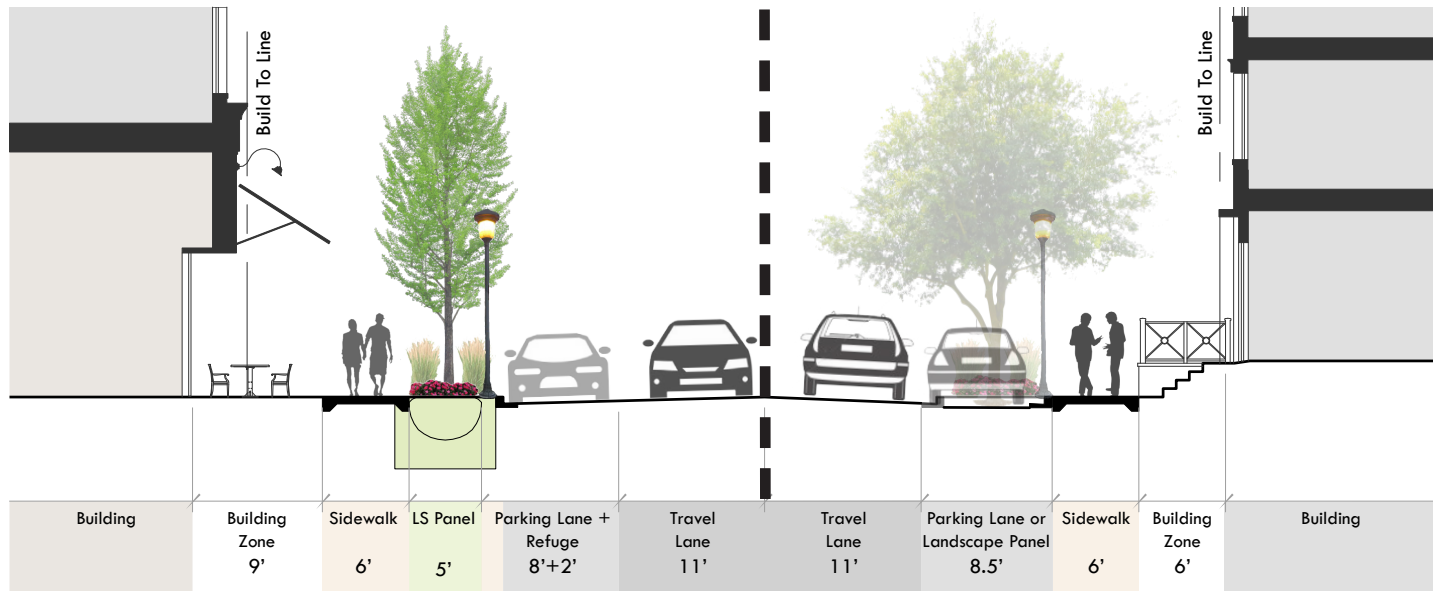 Build To Line
Build To Line
Building
Building
Zone
9’
Sidewalk
6’
LS Panel
5’
Parking Lane +
Refuge
8’+2’
Travel
Lane
11’
Travel
Lane
11’
Parking Lane or
Landscape Panel
8.5’
Sidewalk
6’
Building
Zone
6’
Building